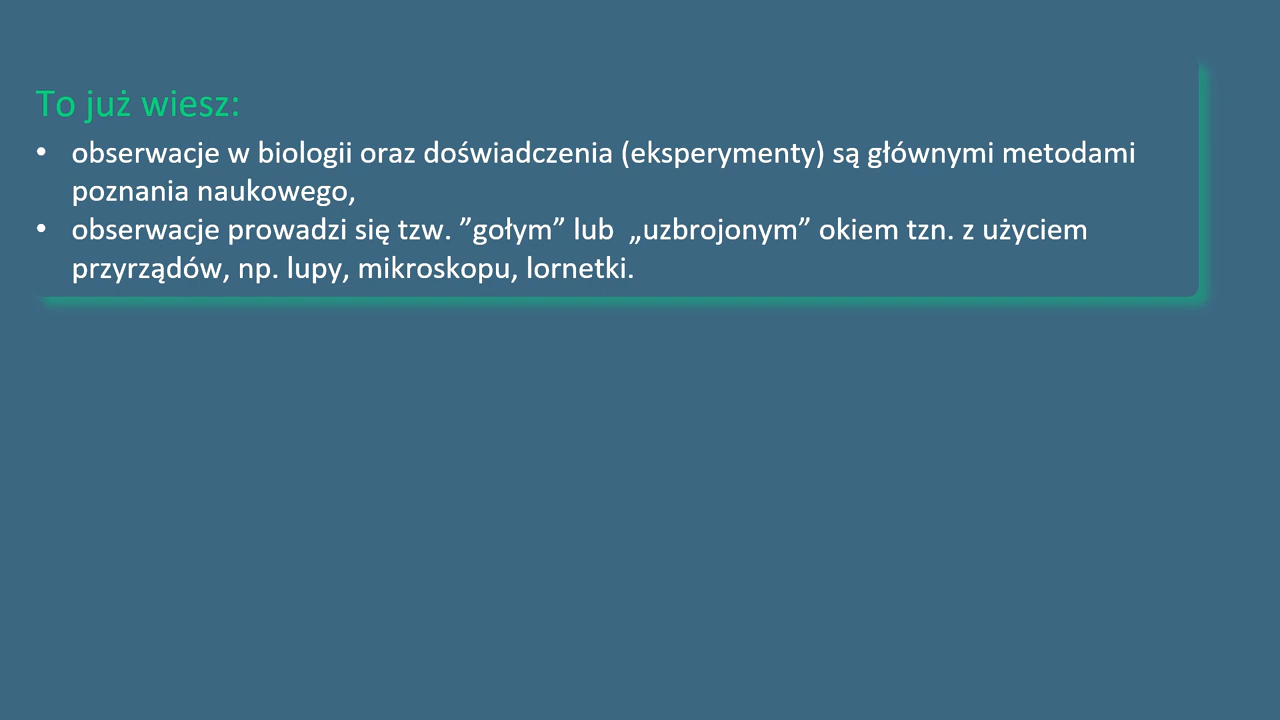 To już wiesz:
• obserwacje w biologii oraz doświadczenia (eksperymenty) są głównymi metodami
poznania naukowego,
• obserwacje prowadzi się tzw. ”gołym” lub  „uzbrojonym” okiem tzn. z użyciem
przyrządów, np. lupy, mikroskopu, lornetki.